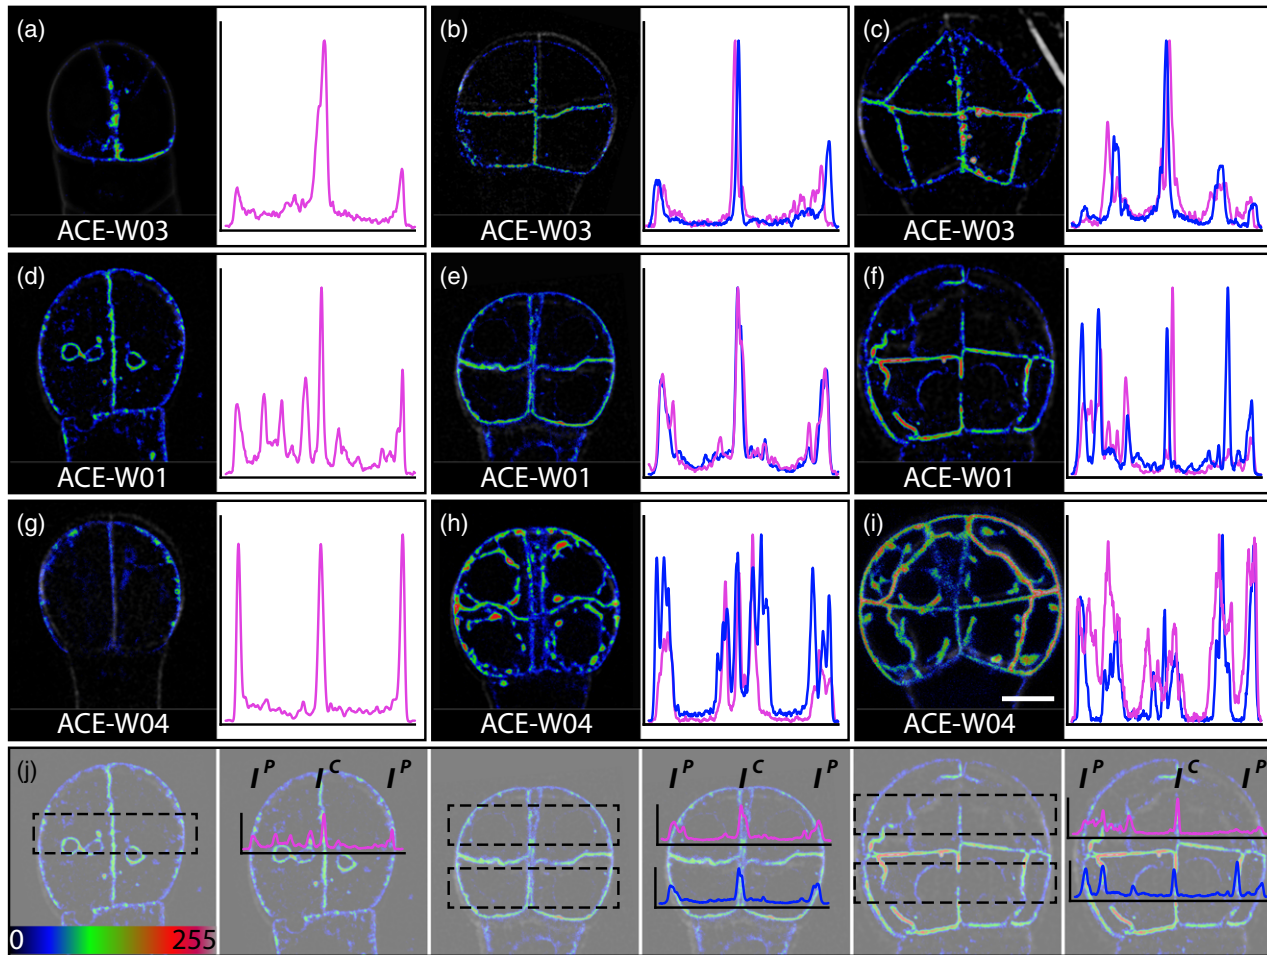 (a)
ACE-W03
(b)
ACE-W03
(c)
ACE-W03
(d)
ACE-W01
(e)
ACE-W01
(f)
ACE-W01
(g)
ACE-W04
(h)
ACE-W04
(i)
ACE-W04
(j)
I^P I^C I^P
I^P I^C I^P
I^P I^C I^P
0 255